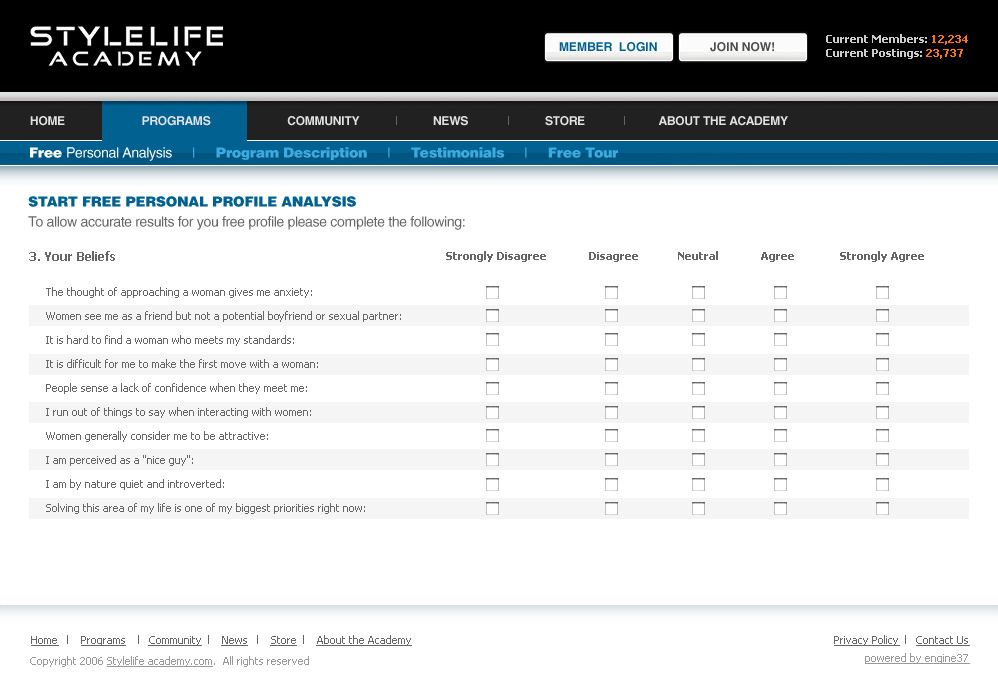 STYLELIFE
ACADEMY
MEMBER LOGIN
JOIN NOW!
Current Members: 12,234
Current Postings: 23,737
HOME PROGRAMS COMMUNITY | NEWS | STORE | ABOUT THE ACADEMY
Free Personal Analysis | Program Description | Testimonials | Free Tour
START FREE PERSONAL PROFILE ANALYSIS
To allow accurate results for you free profile please complete the following:
3. Your Beliefs Strongly Disagree Disagree Neutral Agree Strongly Agree
The thought of approaching a woman gives me anxiety:
Women see me as a friend but not a potential boyfriend or sexual partner:
It is hard to find a woman who meets my standards:
It is difficult for me to make the first move with a woman:
People sense a lack of confidence when they meet me:
I run out of things to say when interacting with women:
Women generally consider me to be attractive:
I am perceived as a "nice guy":
I am by nature quiet and introverted:
Solving this area of my life is one of my biggest priorities right now:
Home | Programs | Community | News | Store | About the Academy
Privacy Policy | Contact Us
Copyright 2006 Stylelife academy.com. All rights reserved
powered by engine37